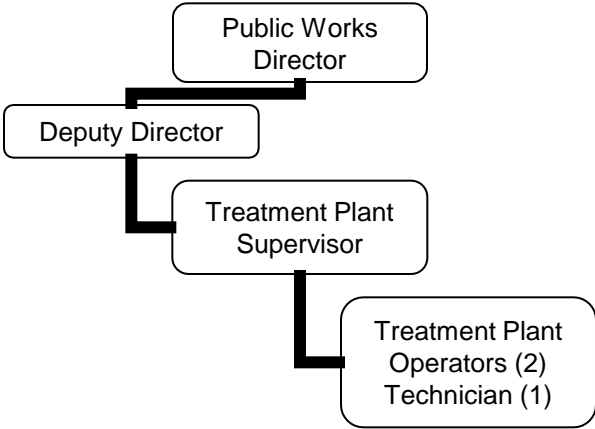 Public Works
Director
Deputy Director
Treatment Plant
Supervisor
Treatment Plant
Operators (2)
Technician (1)